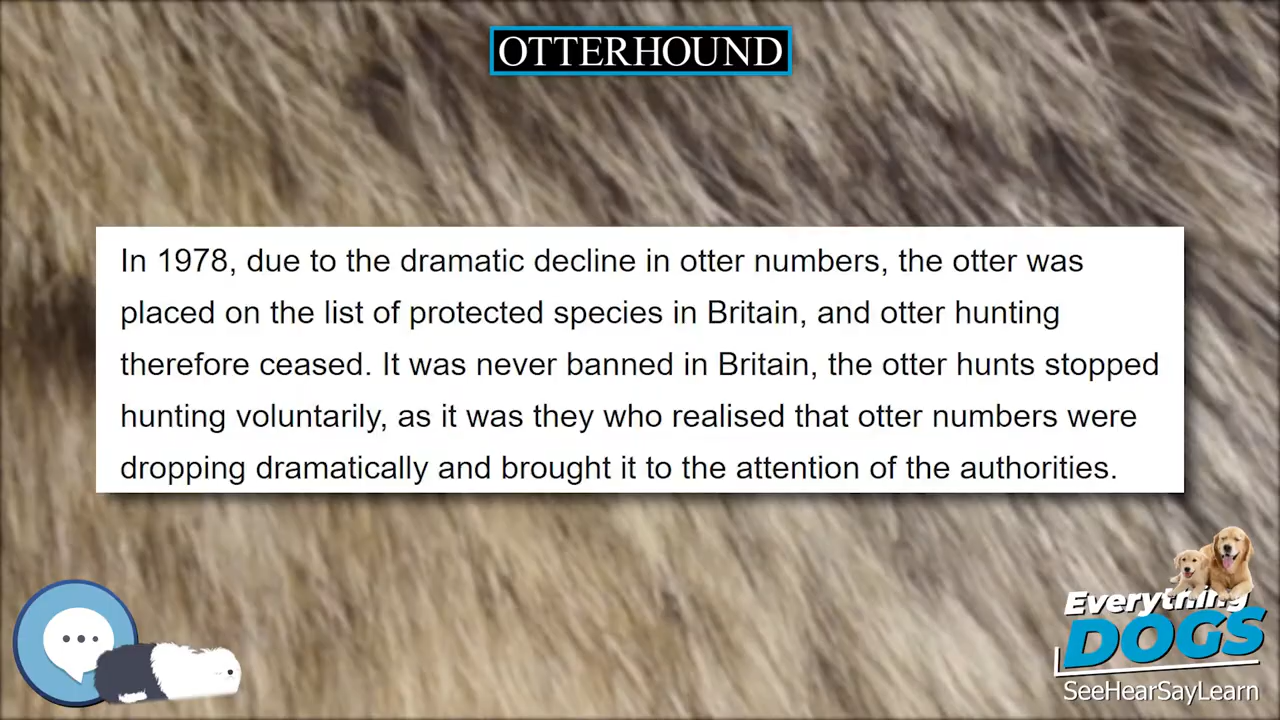 OTTERHOUND
In 1978, due to the dramatic decline in otter numbers, the otter was
placed on the list of protected species in Britain, and otter hunting
therefore ceased. It was never banned in Britain, the otter hunts stopped
hunting voluntarily, as it was they who realised that otter numbers were
dropping dramatically and brought it to the attention of the authorities.
Everything
DOGS
SeeHearSayLearn